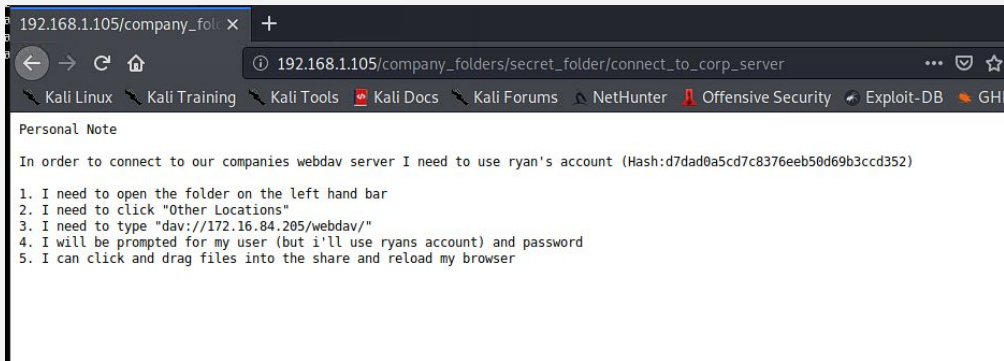 192.168.1.105/company_fol
192.168.1.105/company_folders/secret_folder/connect_to_corp_server
Kali Linux Kali Training Kali Tools Kali Docs Kali Forums NetHunter Offensive Security Exploit-DB GH
Personal Note
In order to connect to our companies webdav server I need to use ryan's account (Hash:d7dad0a5cd7c8376eeb50d69b3ccd352)
1. I need to open the folder on the left hand bar
2. I need to click "Other Locations"
3. I need to type "dav://172.16.84.205/webdav/"
4. I will be prompted for my user (but i'll use ryans account) and password
5. I can click and drag files into the share and reload my browser